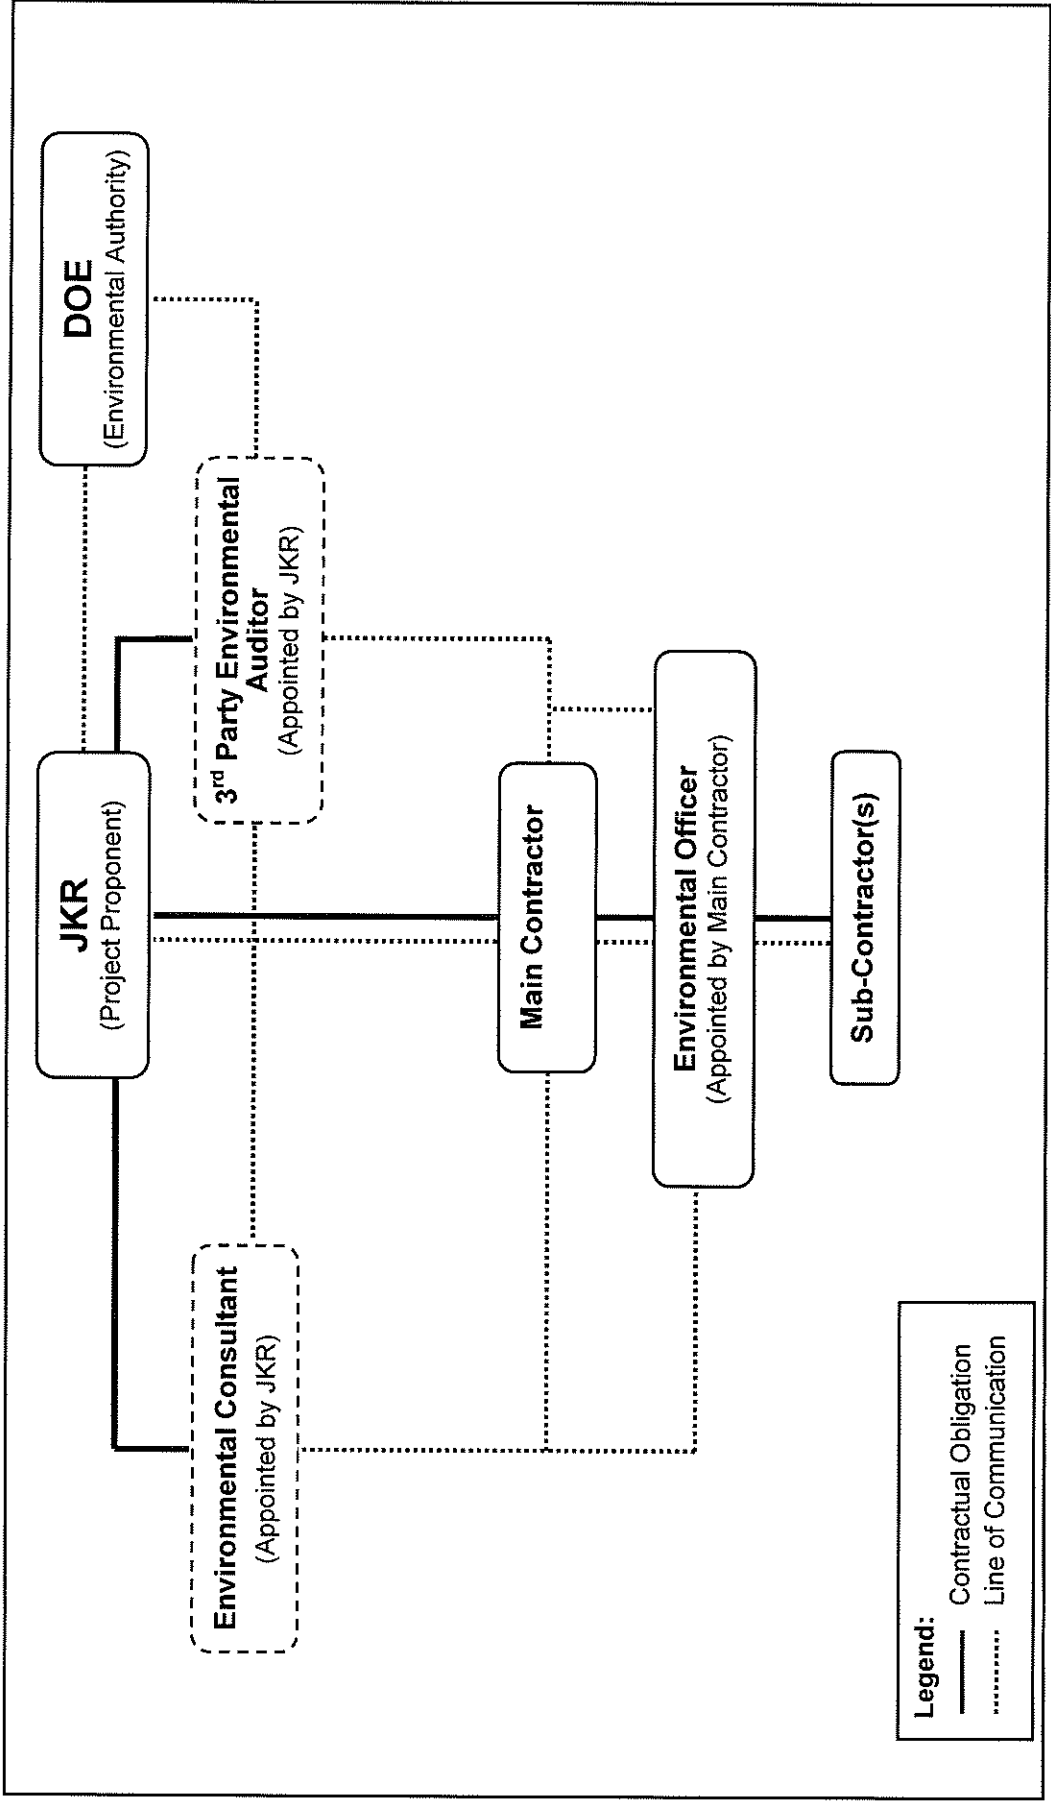 JKR
(Project Proponent)
DOE
(Environmental Authority)
Environmental Consultant
(Appointed by JKR)
3rd Party Environmental
Auditor
(Appointed by JKR)
Main Contractor
Environmental Officer
(Appointed by Main Contractor)
Sub-Contractor(s)
Legend:
Contractual Obligation
Line of Communication